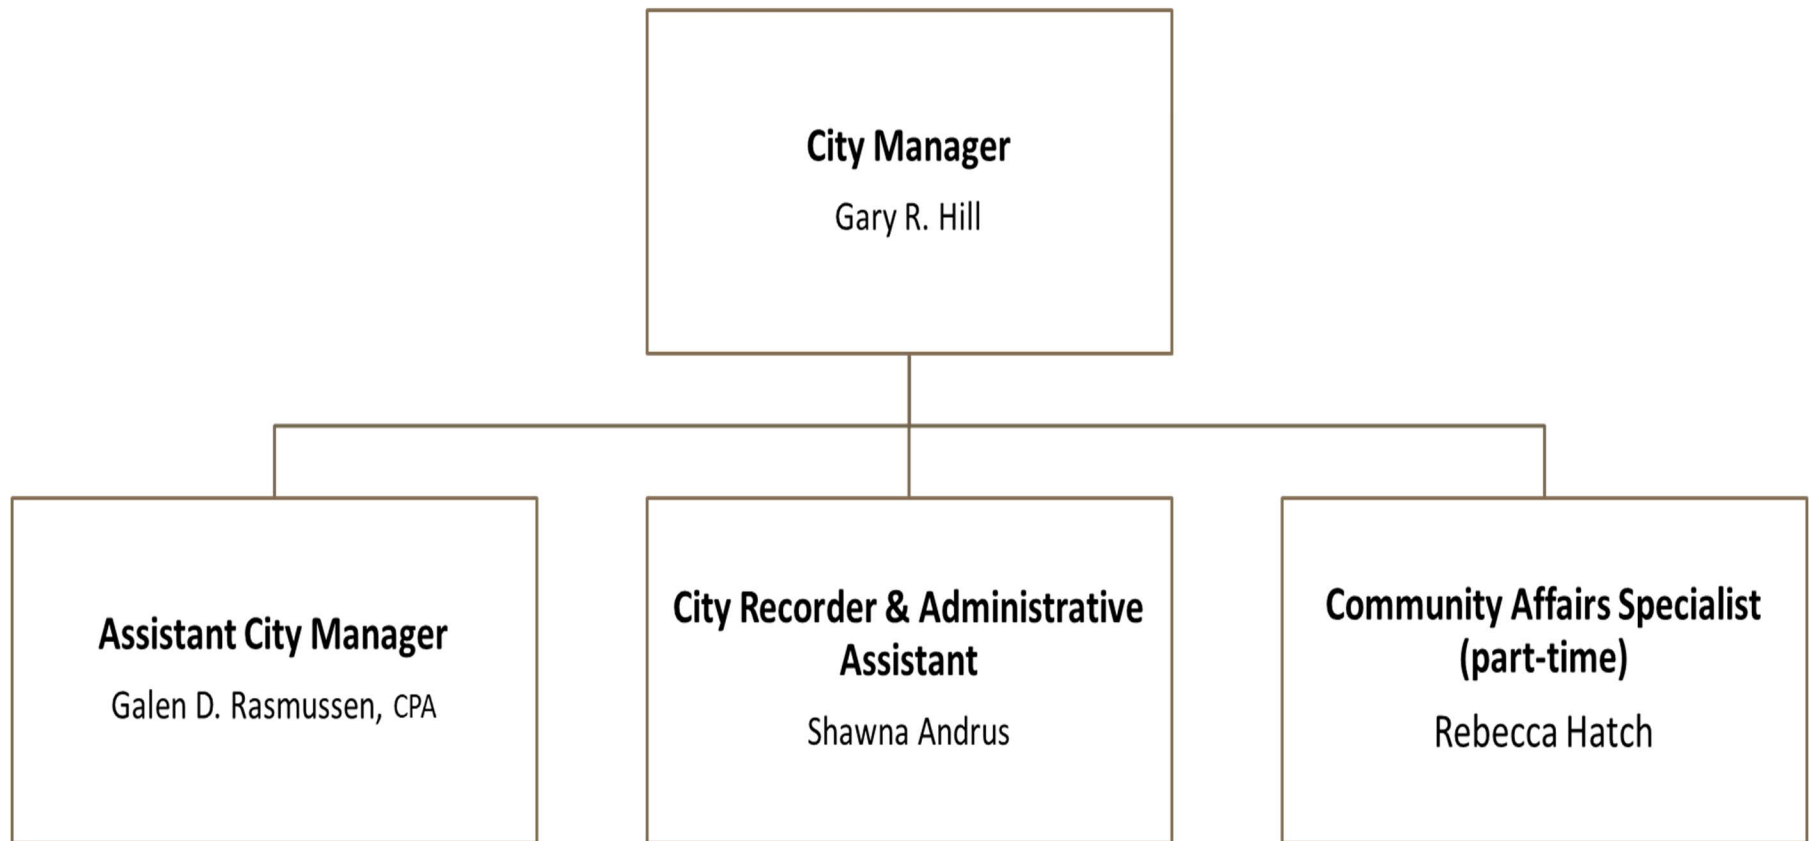 City Manager
Gary R. Hill
Assistant City Manager
Galen D. Rasmussen, CPA
City Recorder & Administrative
Assistant
Shawna Andrus
Community Affairs Specialist
(part-time)
Rebecca Hatch